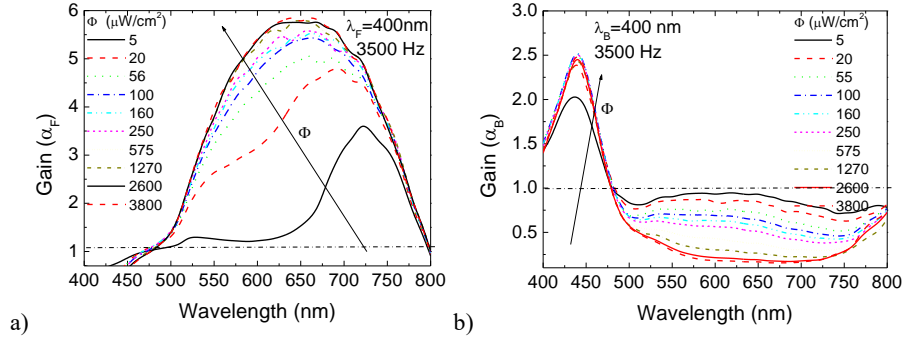 Φ (μW/cm²)
5
20
56
100
160
250
575
1270
2600
3800
λF=400nm
3500 Hz
Φ
Gain (αF)
6
5
4
3
2
1
400 450 500 550 600 650 700 750 800
Wavelength (nm)
a)
λB=400 nm
3500 HZ
Φ
Φ (μW/cm²)
5
20
55
100
160
250
575
1270
2600
3800
Gain (αB)
3.0
2.5
2.0
1.5
1.0
0.5
400 450 500 550 600 650 700 750 800
Wavelength (nm)
b)